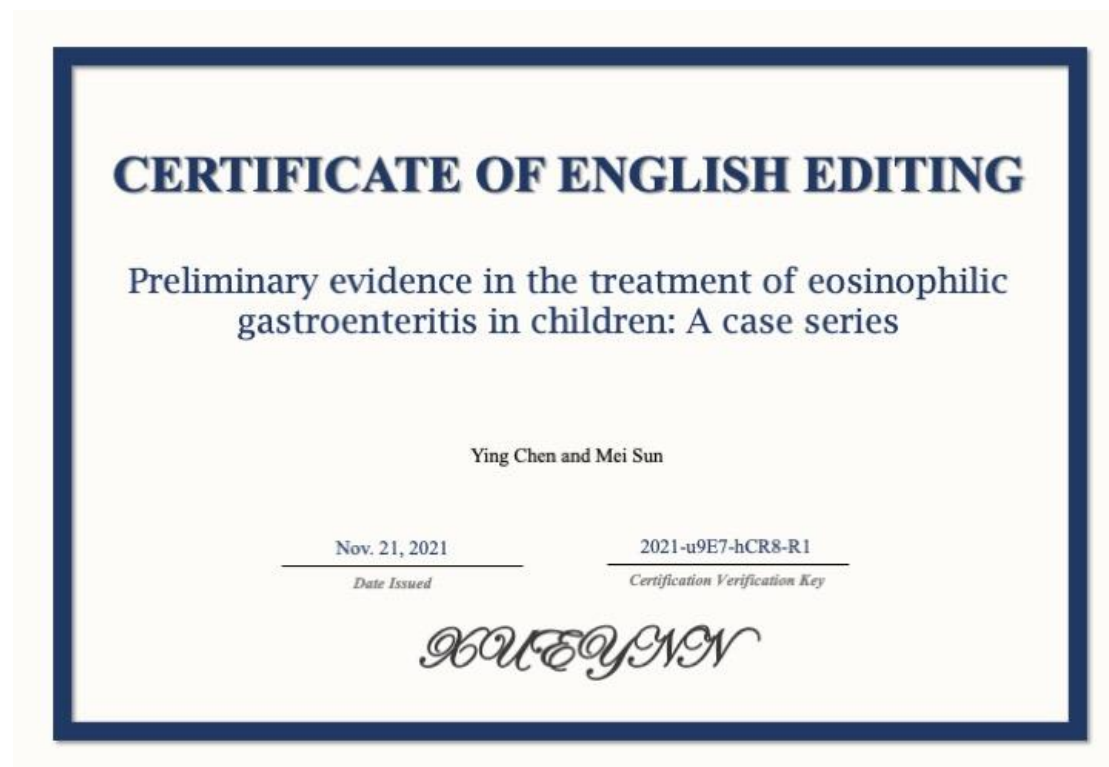 CERTIFICATE OF ENGLISH EDITING
Preliminary evidence in the treatment of eosinophilic
gastroenteritis in children: A case series
Ying Chen and Mei Sun
Nov. 21, 2021
Date Issued
2021-u9E7-hCR8-R1
Certification Verification Key
XUEYNN